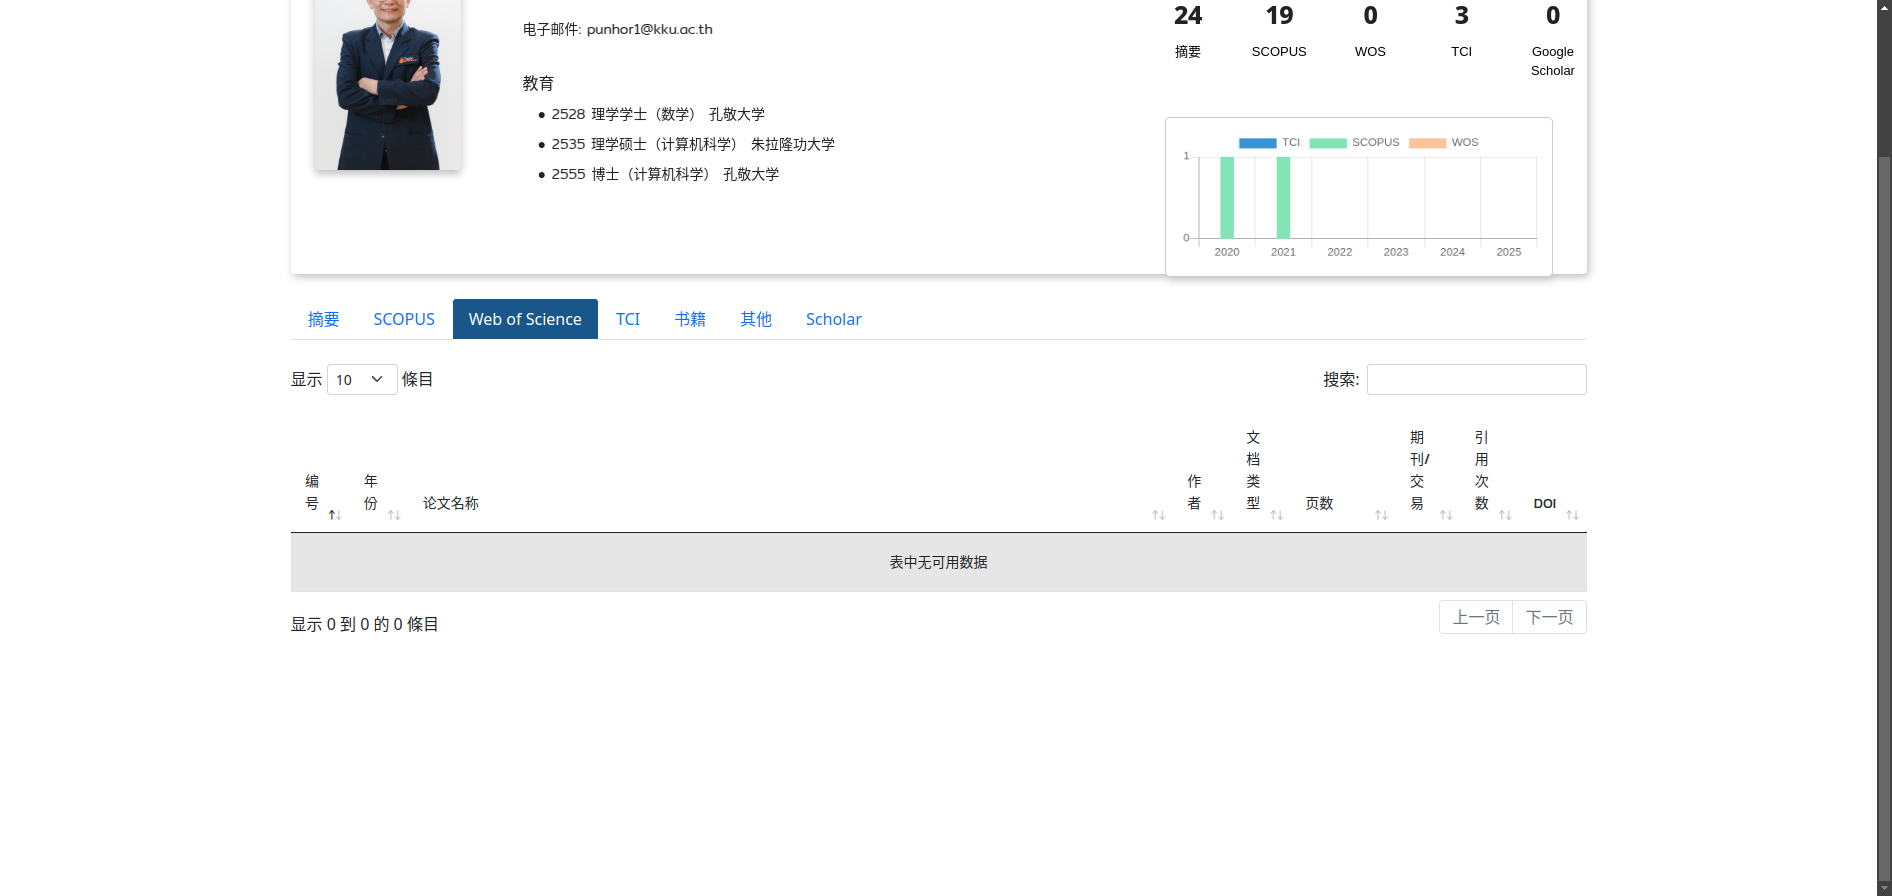 电子邮件: punhor1@kku.ac.th
教育
2528 理学学士（数学） 孔敬大学
2535 理学硕士（计算机科学） 朱拉隆功大学
2555 博士（计算机科学） 孔敬大学
24 19 0 3 0
摘要 SCOPUS WOS TCI Google Scholar
TCI SCOPUS WOS
1
0
2020 2021 2022 2023 2024 2025
摘要 SCOPUS Web of Science TCI 书籍 其他 Scholar
显示 10 條目 搜索:
编号 年份 论文名称 作者 文档类型 页数 期刊/交易 引用次数 DOI
表中无可用数据
显示 0 到 0 的 0 條目 上一页 下一页